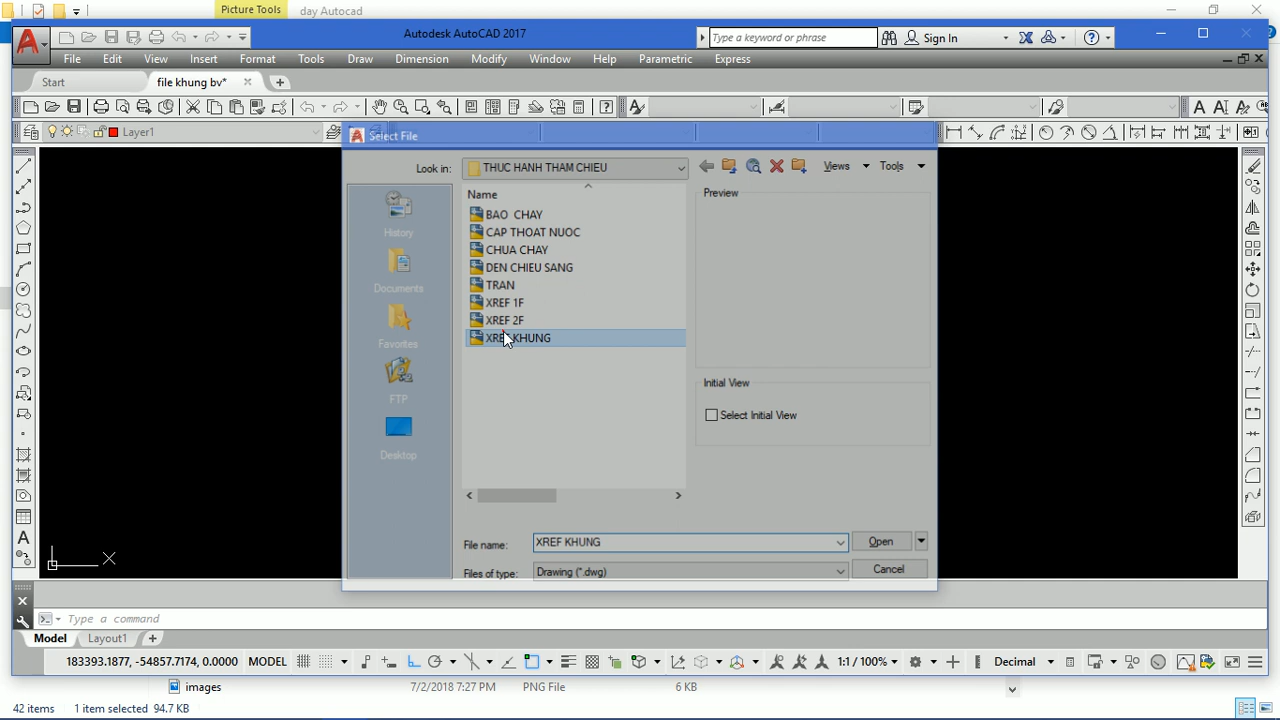 Picture Tools
day Autocad
Autodesk AutoCAD 2017
Type a keyword or phrase
Sign In
File Edit View Insert Format Tools Draw Dimension Modify Window Help Parametric Express
Start
file khung bv*
Layer1
Select File
Look in:
THUC HANH THAM CHIEU
Views
Tools
Name
BAO CHAY
CAP THOAT NUOC
CHUA CHAY
DEN CHIEU SANG
TRAN
XREF 1F
XREF 2F
XREF KHUNG
History
Documents
Favorites
FTP
Desktop
Preview
Initial View
Select Initial View
File name:
XREF KHUNG
Open
Files of type:
Drawing (*.dwg)
Cancel
Type a command
Model
Layout1
183393.1877, -54857.7174, 0.0000
MODEL
1:1 / 100%
Decimal
images
7/2/2018 7:27 PM
PNG File
6 KB
42 items
1 item selected 94.7 KB